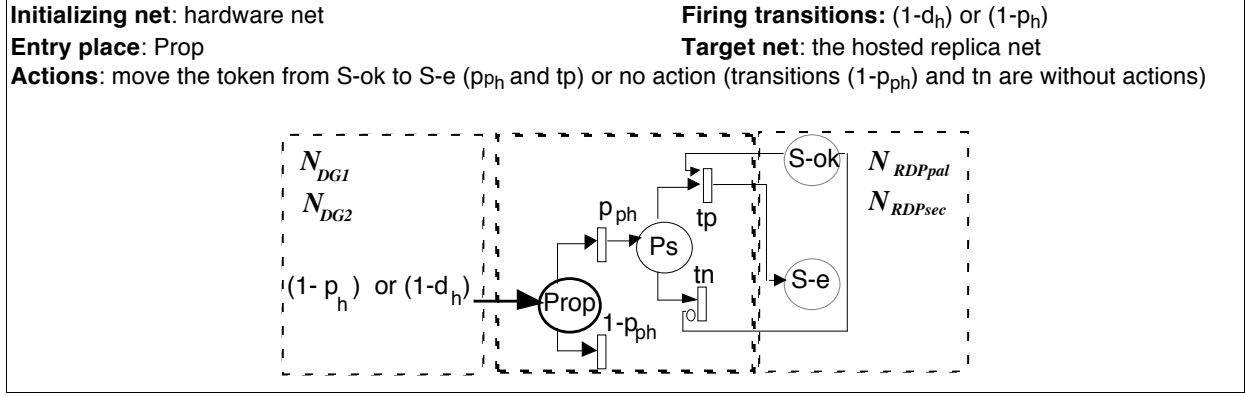 Initializing net: hardware net Firing transitions: (1-dh) or (1-ph)
Entry place: Prop Target net: the hosted replica net
Actions: move the token from S-ok to S-e (pph and tp) or no action (transitions (1-pph) and tn are without actions)
NDG1
NDG2
(1- ph) or (1-dh)
pph
Prop
1-pph
Ps
tp
tn
S-ok
S-e
NRDPpal
NRDPsec